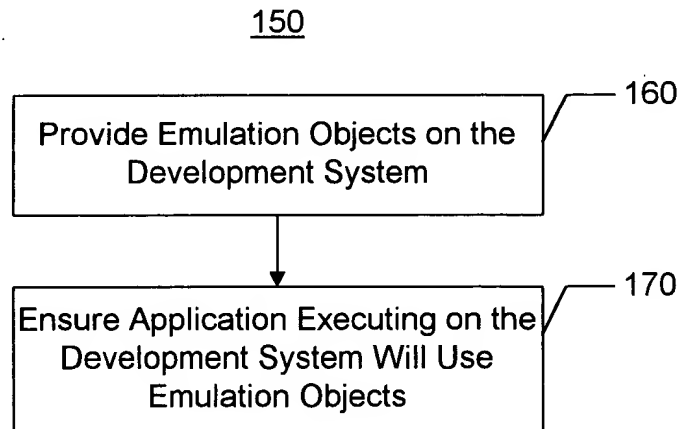 150
160
Provide Emulation Objects on the
Development System
170
Ensure Application Executing on the
Development System Will Use
Emulation Objects